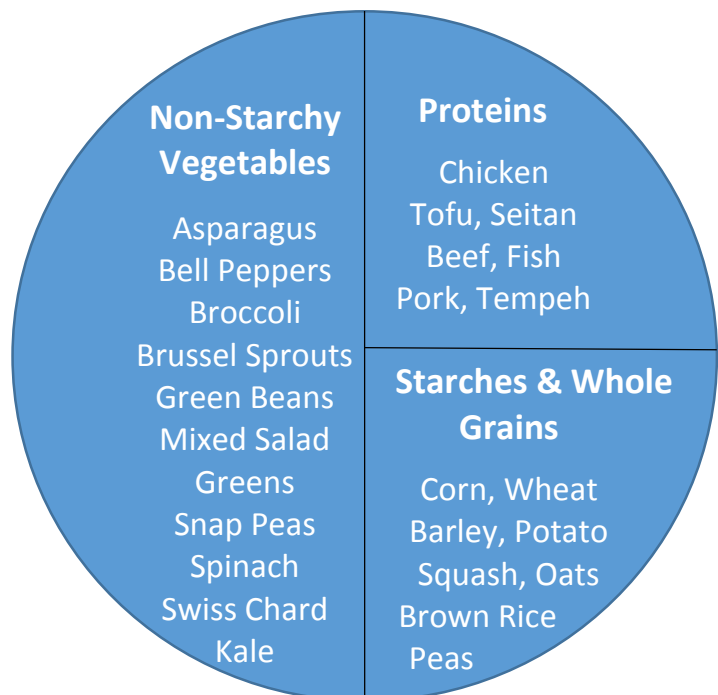 Non-Starchy
Vegetables
Asparagus
Bell Peppers
Broccoli
Brussel Sprouts
Green Beans
Mixed Salad
Greens
Snap Peas
Spinach
Swiss Chard
Kale
Proteins
Chicken
Tofu, Seitan
Beef, Fish
Pork, Tempeh
Starches & Whole
Grains
Corn, Wheat
Barley, Potato
Squash, Oats
Brown Rice
Peas